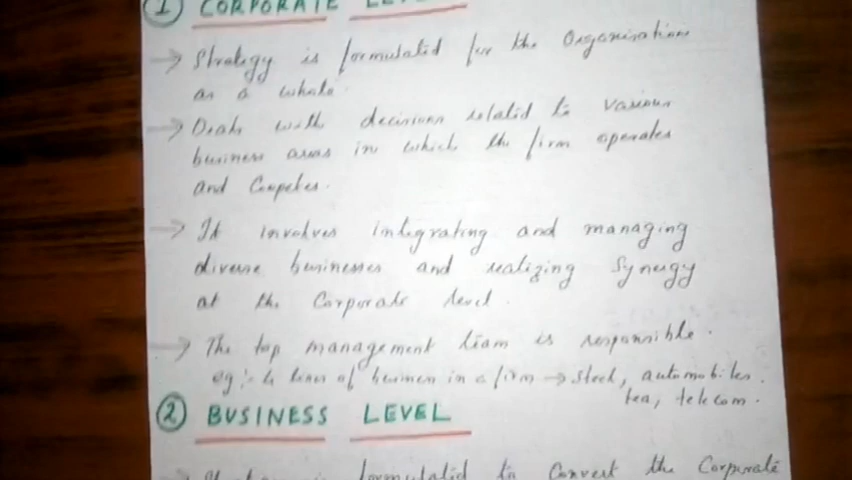 ① CORPORATE LEVEL
→ Strategy is formulated for the Organisation
as a whole
→ Deals with decisions related to various
business areas in which the firm operates
and Competes.
→ It involves integrating and managing
diverse businesses and realizing Synergy
at the Corporate level.
→ The top management team is responsible.
eg:- 4 lines of business in a firm → steel, automobiles.
tea, telecom.
② BUSINESS LEVEL
is formulated to Convert the Corporate